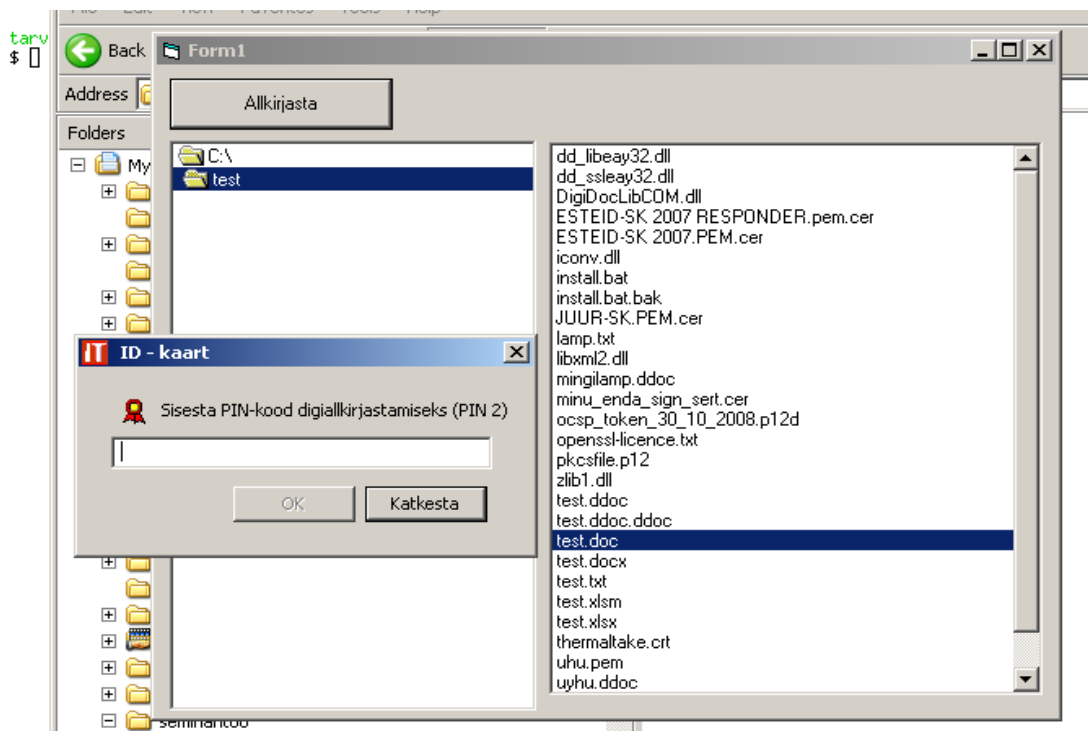 tarv
$
Back
Form1
Address
Allkirjasta
Folders
C:\
test
My
dd_libeay32.dll
dd_ssleay32.dll
DigiDocLibCOM.dll
ESTEID-SK 2007 RESPONDER.pem.cer
ESTEID-SK 2007.PEM.cer
iconv.dll
install.bat
install.bat.bak
JUUR-SK.PEM.cer
lamp.txt
libxml2.dll
mingilamp.ddoc
minu_enda_sign_sert.cer
ocsp_token_30_10_2008.p12d
openssl-licence.txt
pkcsfile.p12
zlib1.dll
test.ddoc
test.ddoc.ddoc
test.doc
test.docx
test.txt
test.xlsm
test.xlsx
thermaltake.crt
uhu.pem
uyhu.ddoc
IT ID - kaart
Sisesta PIN-kood digiallkirjastamiseks (PIN 2)
OK
Katkesta